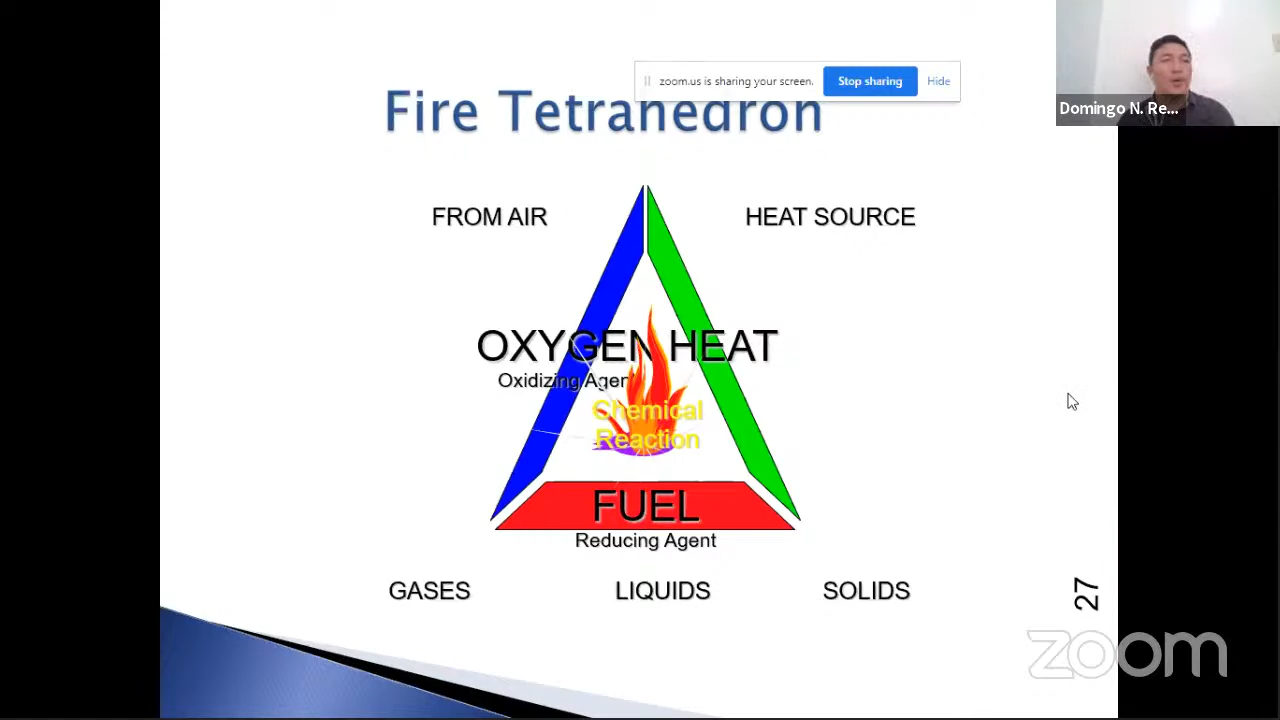 zoom.us is sharing your screen. Stop sharing Hide
Domingo N. Re...
Fire Tetrahedron
FROM AIR
HEAT SOURCE
OXYGEN HEAT
Oxidizing Agent
Chemical
Reaction
FUEL
Reducing Agent
GASES
LIQUIDS
SOLIDS
27
zoom